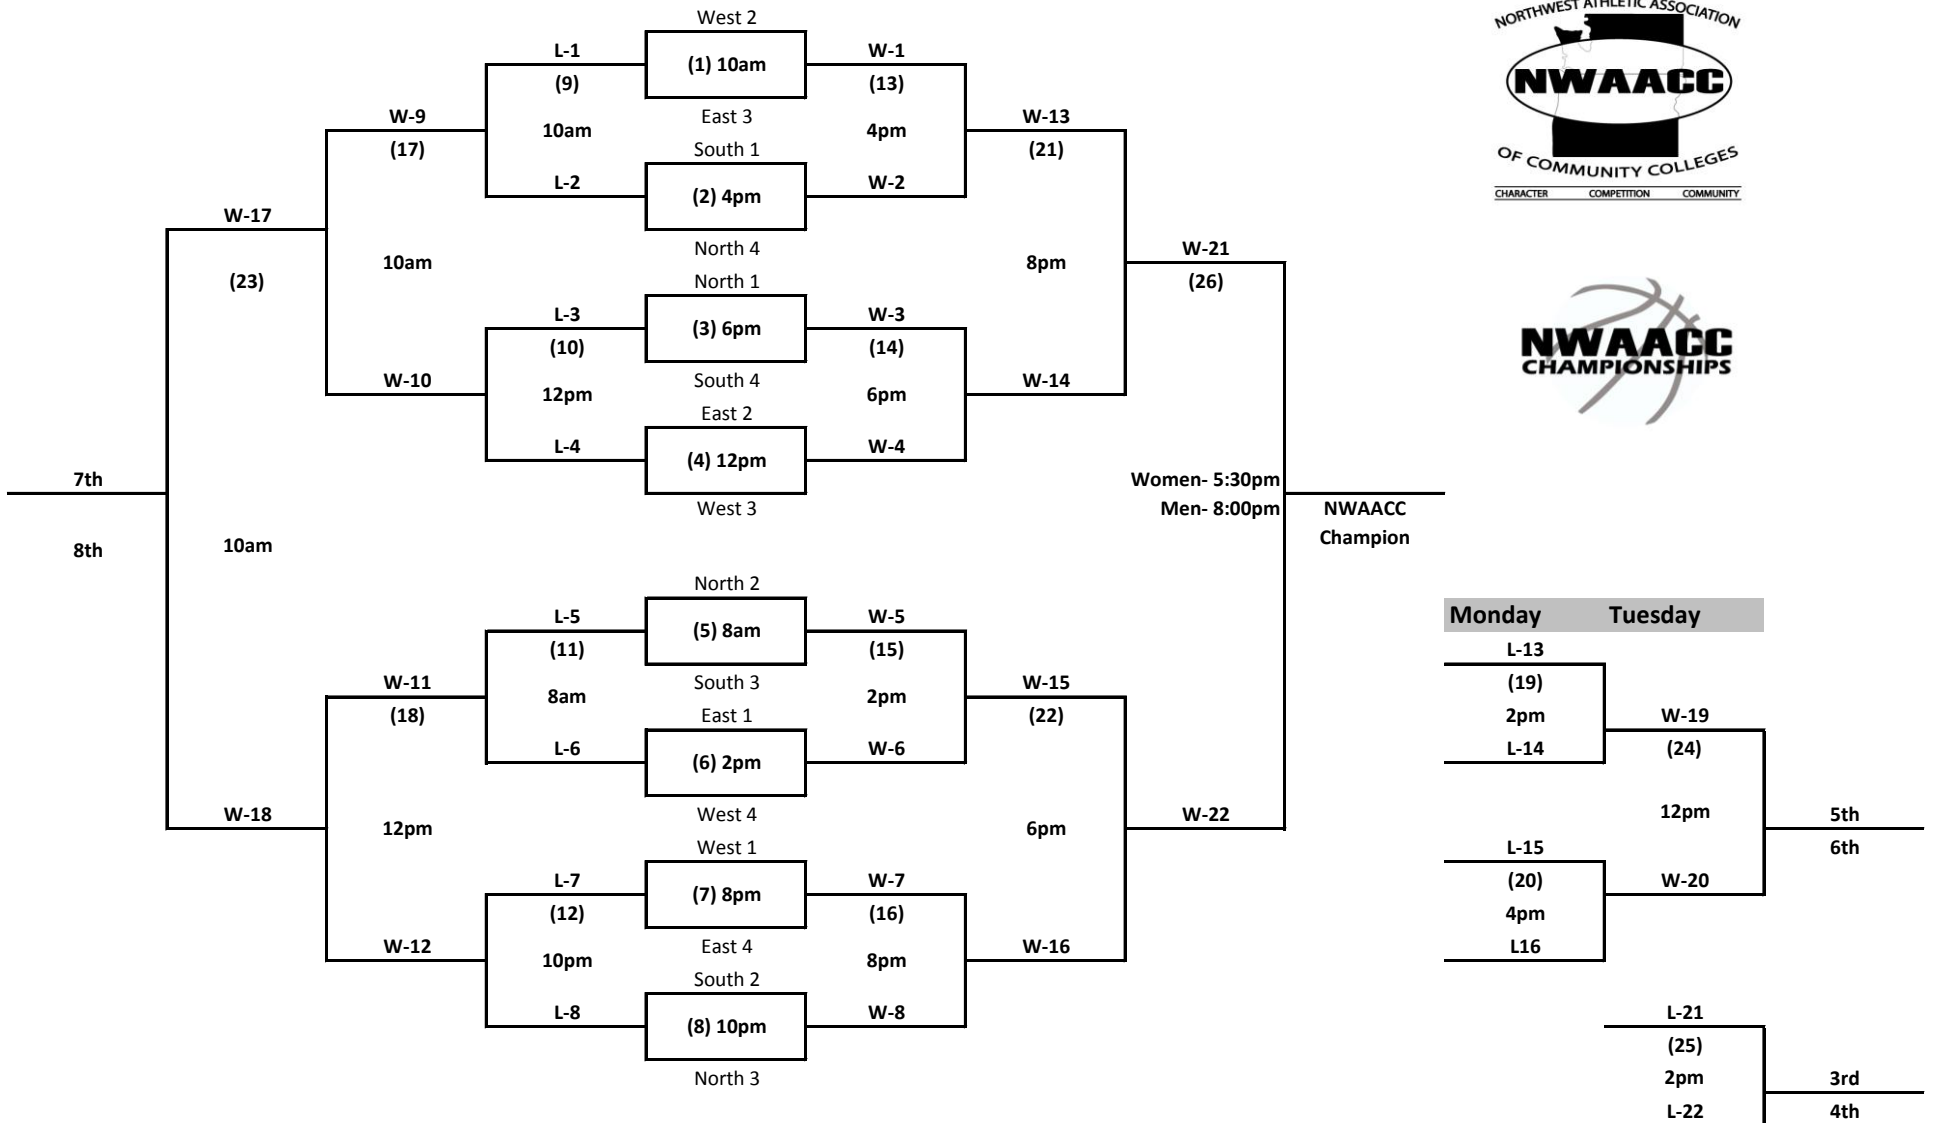 West 2
L-1
(1) 10am
W-1
(9)
(13)
W-9
10am
East 3
4pm
W-13
(17)
South 1
(21)
L-2
(2) 4pm
W-2
W-17
North 4
W-21
10am
8pm
(23)
North 1
(26)
L-3
(3) 6pm
W-3
(10)
(14)
W-10
South 4
W-14
12pm
6pm
East 2
L-4
(4) 12pm
W-4
7th
Women- 5:30pm
West 3
Men- 8:00pm
NWAACC
Champion
8th
10am
North 2
L-5
(5) 8am
W-5
(11)
(15)
W-11
South 3
W-15
8am
2pm
(18)
East 1
(22)
L-6
(6) 2pm
W-6
W-18
West 4
W-22
12pm
6pm
West 1
L-7
(7) 8pm
W-7
(12)
(16)
W-12
East 4
W-16
10pm
8pm
South 2
L-8
(8) 10pm
W-8
North 3
NORTHWEST ATHLETIC ASSOCIATION
NWAACC
OF COMMUNITY COLLEGES
CHARACTER COMPETITION COMMUNITY
NWAACC
CHAMPIONSHIPS
Monday Tuesday
L-13
(19)
2pm
W-19
L-14
(24)
12pm
5th
L-15
6th
(20)
W-20
4pm
L16
L-21
(25)
2pm
3rd
L-22
4th